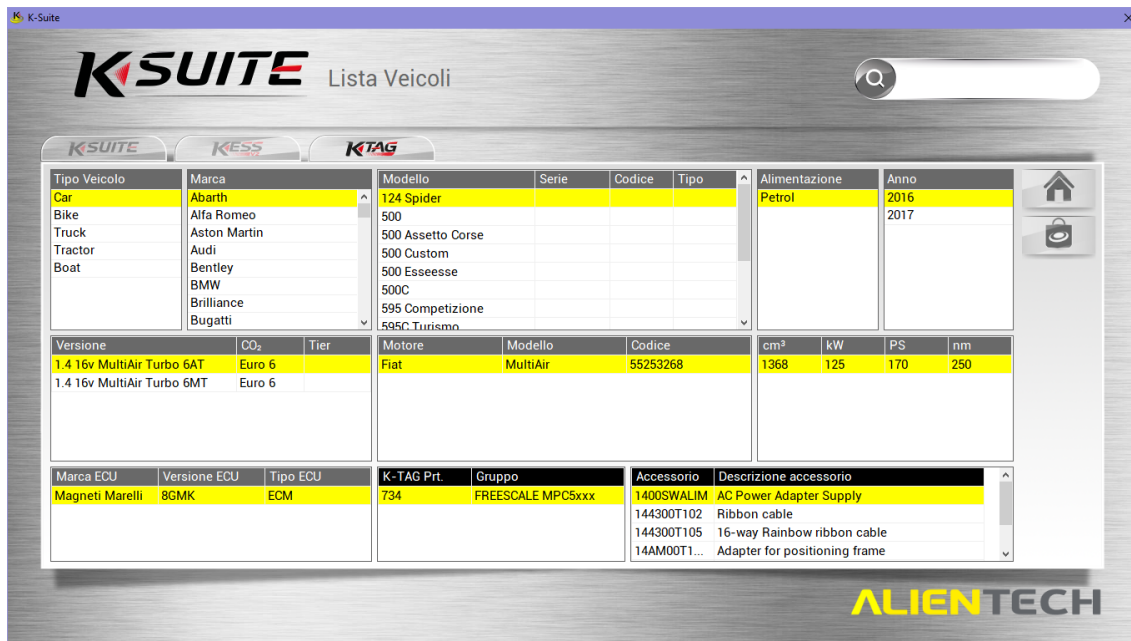 K-Suite
KSUITE Lista Veicoli
KSUITE KESS KTAG
Tipo Veicolo Marca Modello Serie Codice Tipo Alimentazione Anno
Car Abarth 124 Spider Petrol 2016
Bike Alfa Romeo 500 2017
Truck Aston Martin 500 Assetto Corse
Tractor Audi 500 Custom
Boat Bentley 500 Esseesse
BMW 500C
Brilliance 595 Competizione
Bugatti 595C Turismo
Versione CO₂ Tier Motore Modello Codice cm³ kW PS nm
1.4 16v MultiAir Turbo 6AT Euro 6 Fiat MultiAir 55253268 1368 125 170 250
1.4 16v MultiAir Turbo 6MT Euro 6
Marca ECU Versione ECU Tipo ECU K-TAG Prt. Gruppo Accessorio Descrizione accessorio
Magneti Marelli 8GMK ECM 734 FREESCALE MPC5xxx 1400SWALIM AC Power Adapter Supply
144300T102 Ribbon cable
144300T105 16-way Rainbow ribbon cable
14AM00T1... Adapter for positioning frame
ALIENTECH